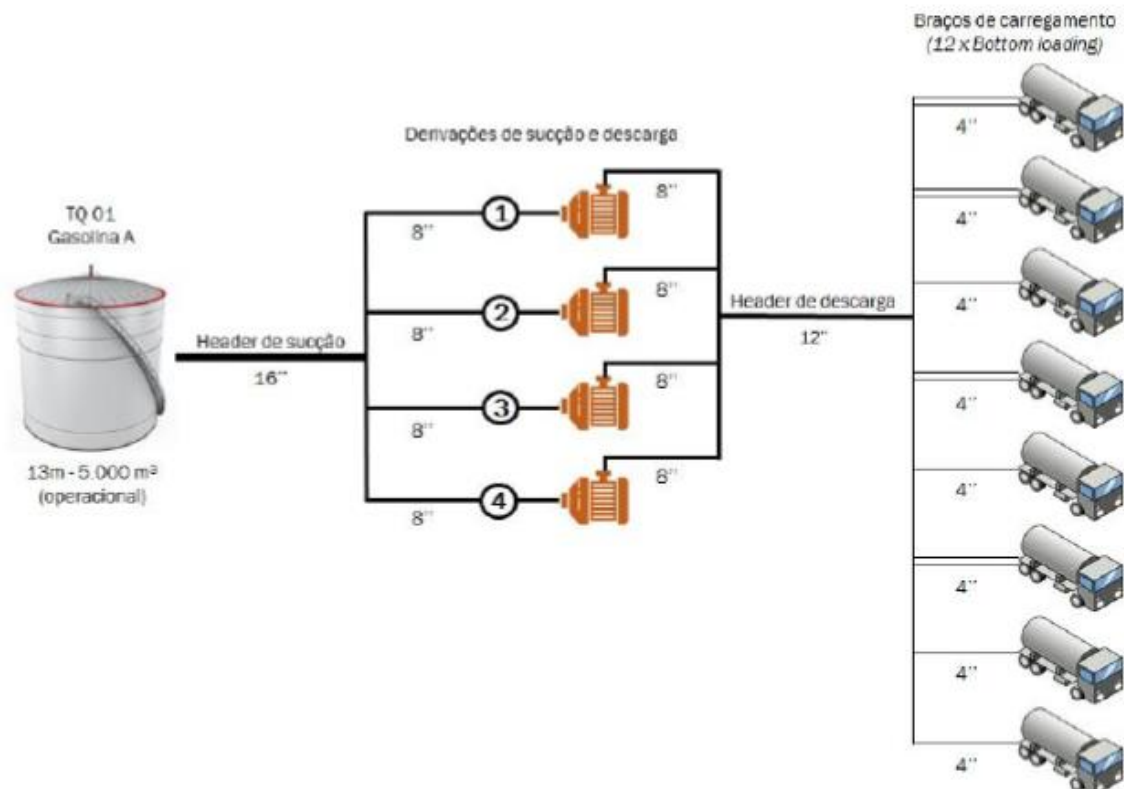 Braços de carregamento
(12 x Bottom loading)
Derivações de sucção e descarga
TQ 01
Gasolina A
13m - 5.000 m³
(operacional)
Header de sucção
16"
8"
8"
8"
8"
1
2
3
4
8"
8"
8"
8"
Header de descarga
12"
4"
4"
4"
4"
4"
4"
4"
4"